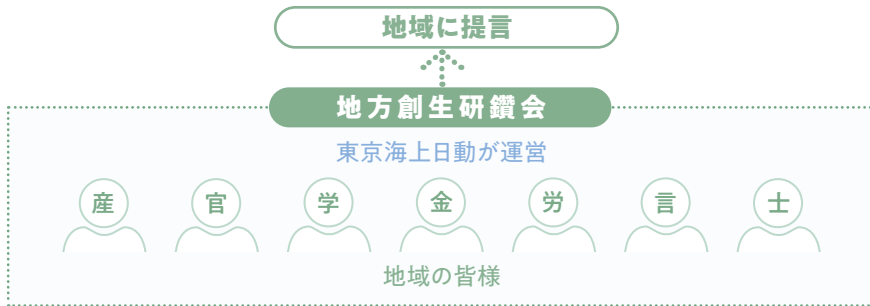 地域に提言
地方創生研鑽会
東京海上日動が運営
産 官 学 金 労 言 士
地域の皆様